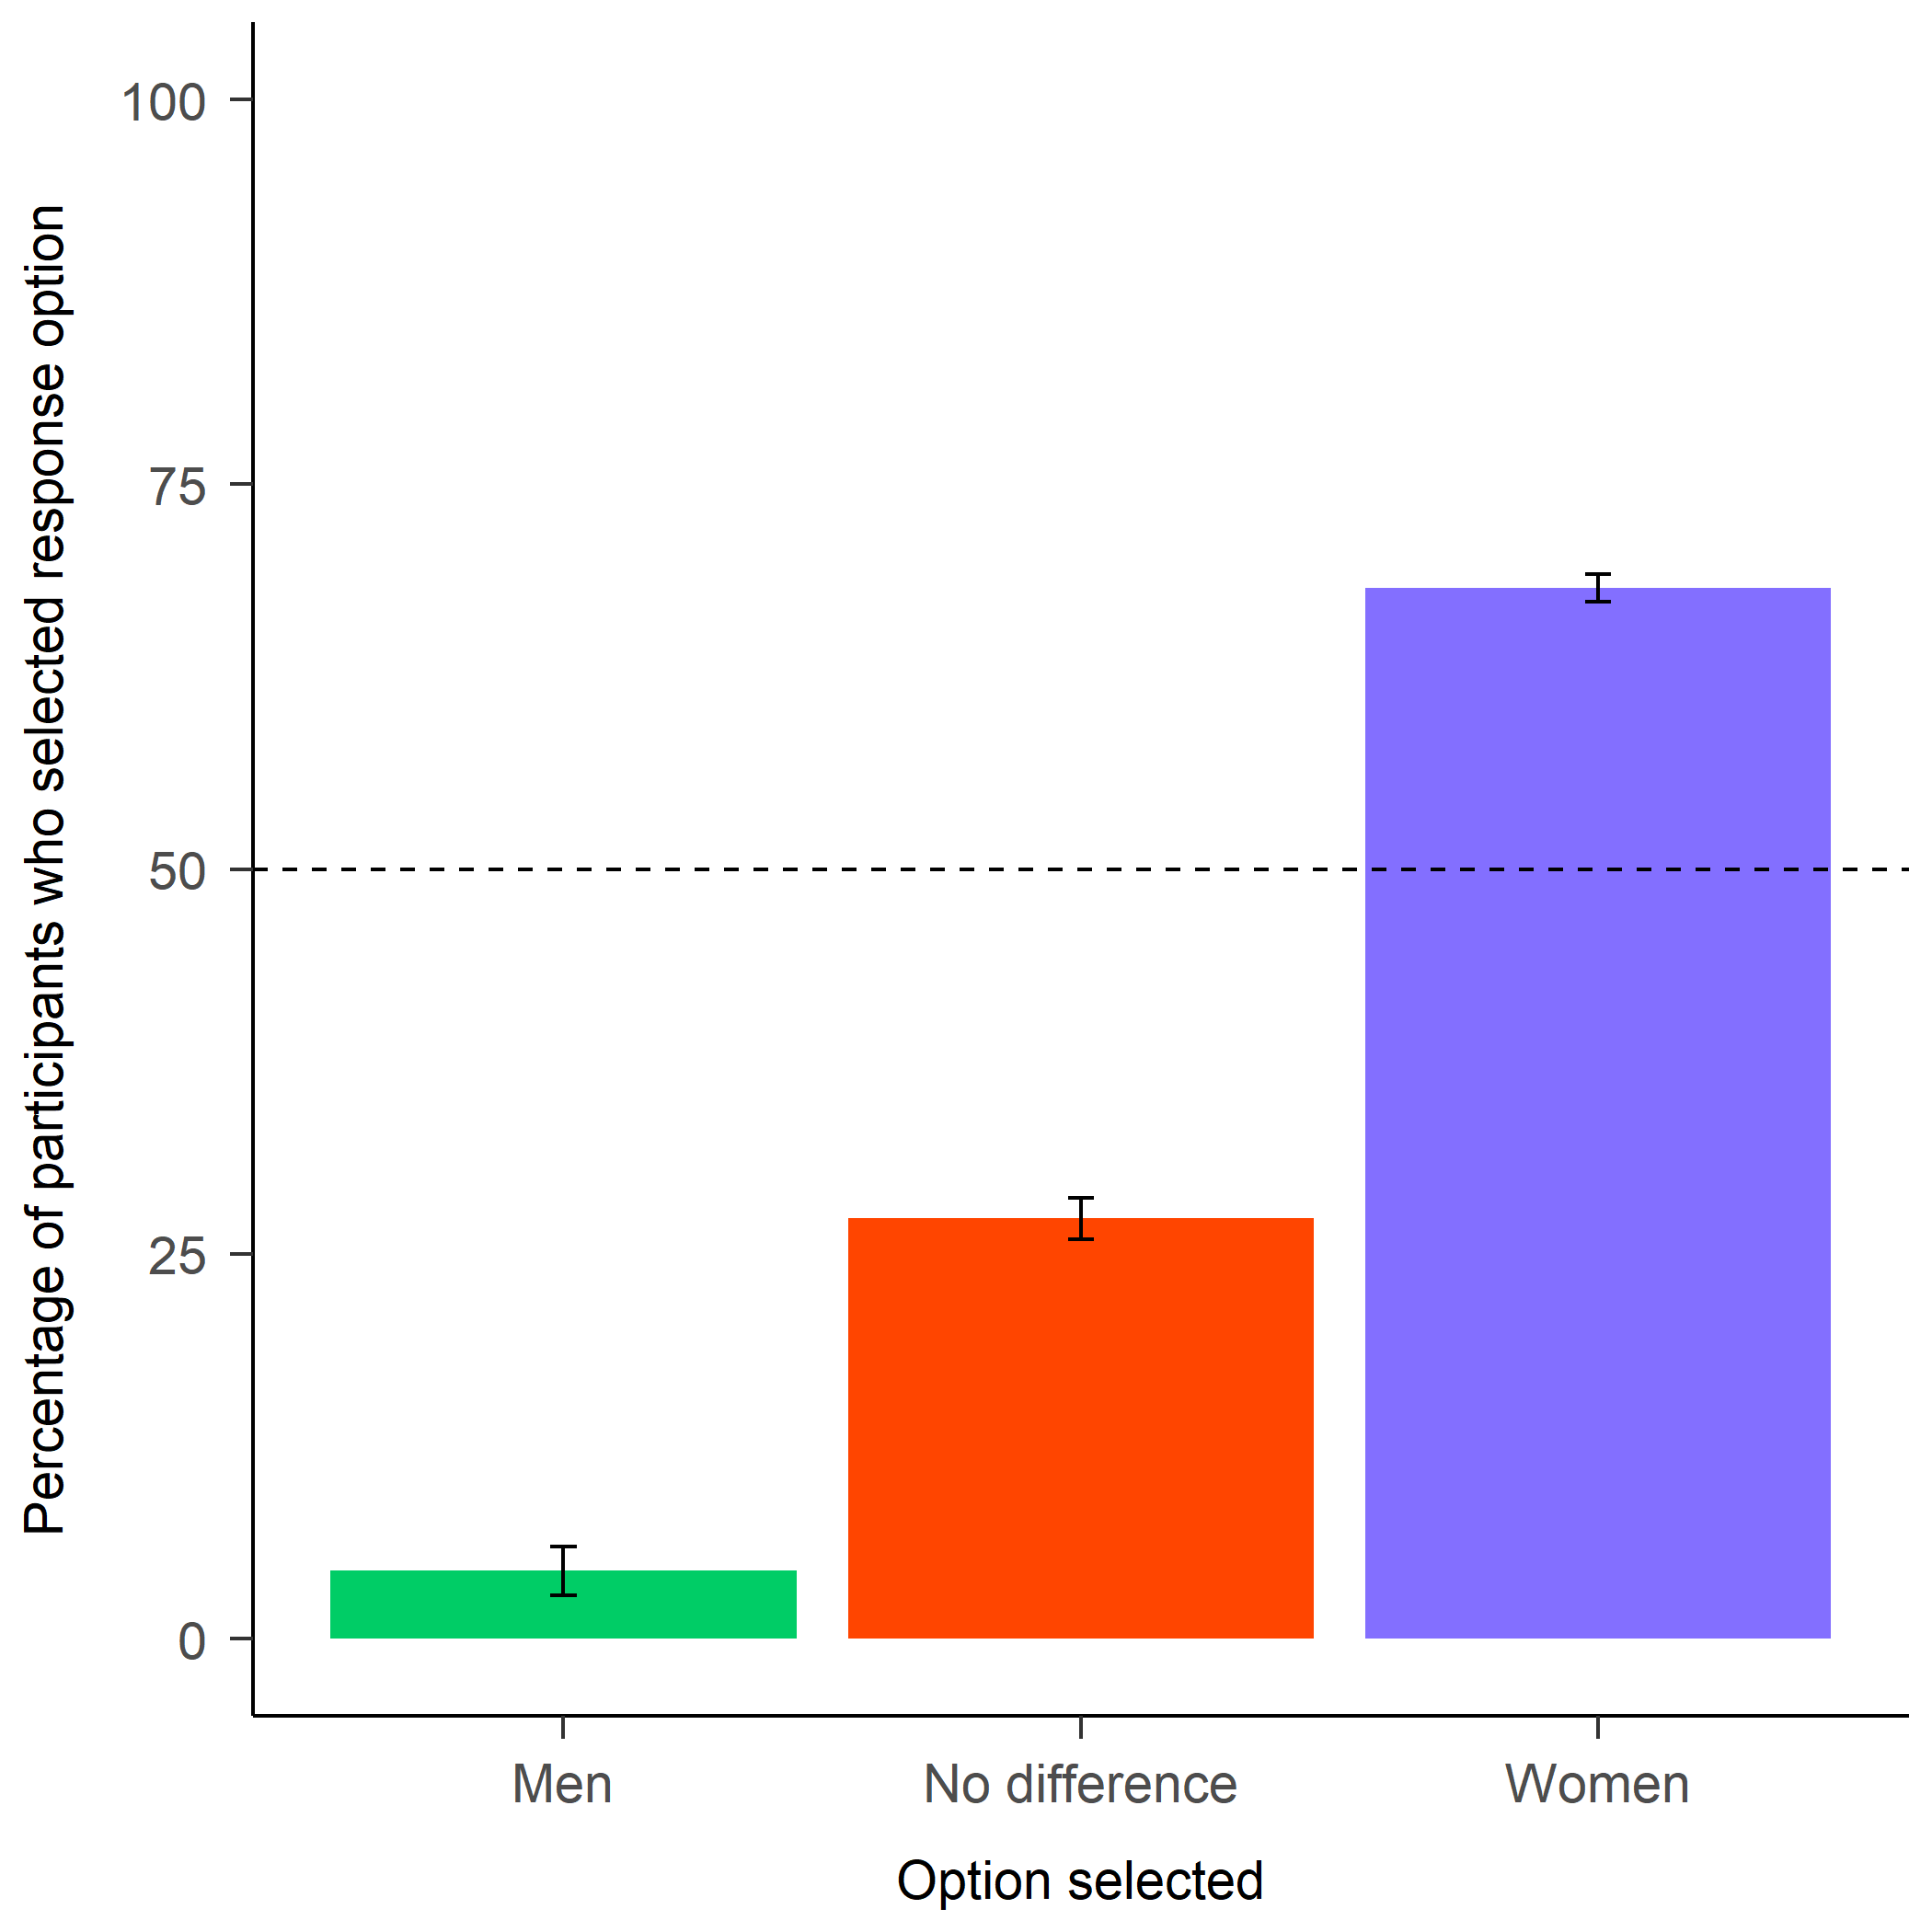 Percentage of participants who selected response option
100
75
50
25
0
Men
No difference
Women
Option selected